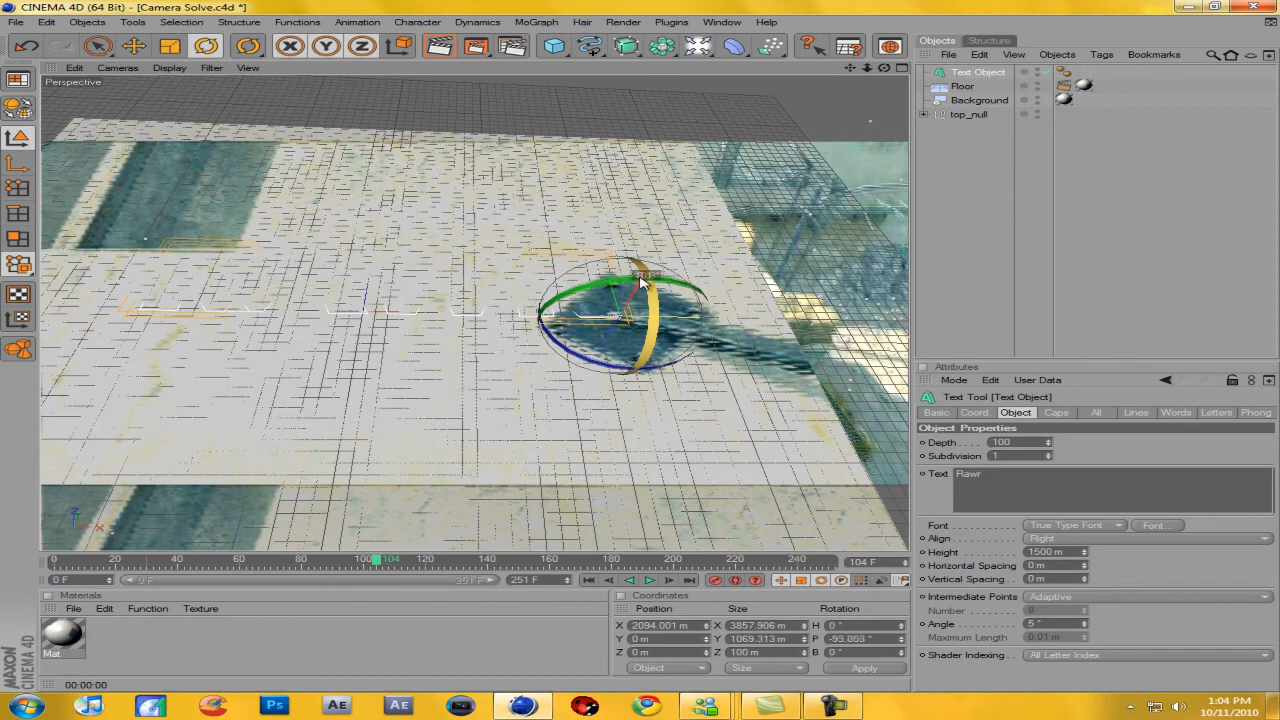 CINEMA 4D (64 Bit) - [Camera Solve.c4d *]
File Edit Objects Tools Selection Structure Functions Animation Character Dynamics MoGraph Hair Render Plugins Window Help
X Y Z
Objects Structure
File Edit View Objects Tags Bookmarks
Text Object
Floor
Background
top_null
Edit Cameras Display Filter View
Perspective
Z
X
Attributes
Mode Edit User Data
Text Tool [Text Object]
Basic Coord. Object Caps All Lines Words Letters Phong
Object Properties
Depth 100
Subdivision 1
Text Rawr
Font True Type Font Font...
Align Right
Height 1500 m
Horizontal Spacing 0 m
Vertical Spacing 0 m
Intermediate Points Adaptive
Number 8
Angle 5 °
Maximum Length 0.01 m
Shader Indexing All Letter Index
0 20 40 60 80 100 104 120 140 160 180 200 220 240 104 F
0 F 0 F 251 F 251 F
Materials
File Edit Function Texture
Mat
Coordinates
Position Size Rotation
X 2094.001 m X 3857.906 m H 0 °
Y 0 m Y 1069.313 m P -93.093 °
Z 0 m Z 100 m B 0 °
Object Size Apply
MAXON
CINEMA 4D
00:00:00
Ps AE AE
1:04 PM
10/11/2010